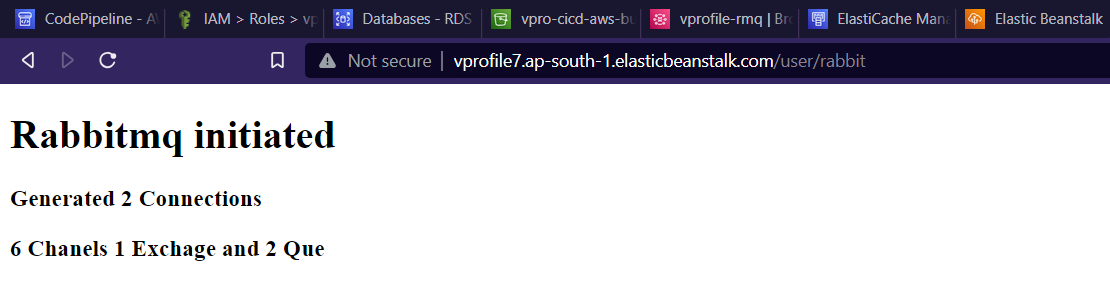 CodePipeline - A IAM > Roles > vp Databases - RDS vpro-cicd-aws-bu vprofile-rmq | Bro ElastiCache Mana Elastic Beanstalk
Not secure vprofile7.ap-south-1.elasticbeanstalk.com/user/rabbit
Rabbitmq initiated
Generated 2 Connections
6 Chanels 1 Exchage and 2 Que